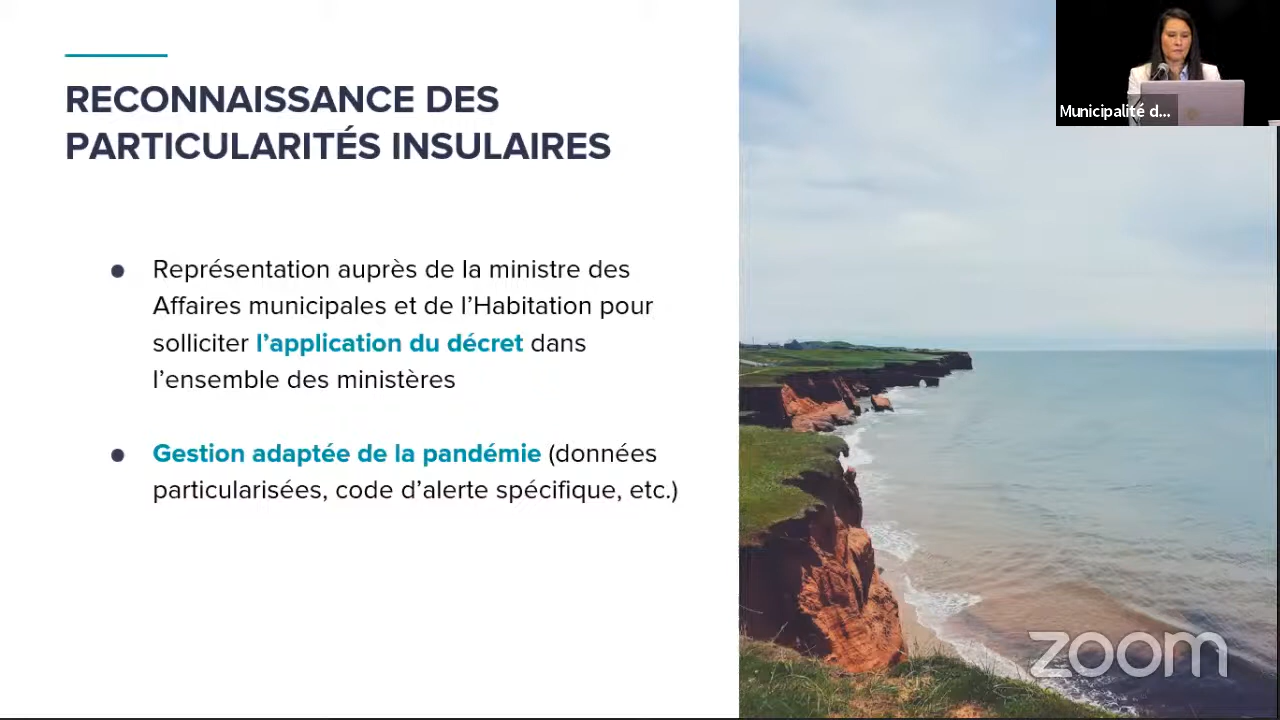 RECONNAISSANCE DES
PARTICULARITÉS INSULAIRES
Représentation auprès de la ministre des
Affaires municipales et de l'Habitation pour
solliciter l'application du décret dans
l'ensemble des ministères
Gestion adaptée de la pandémie (données
particularisées, code d'alerte spécifique, etc.)
Municipalité d...
zoom